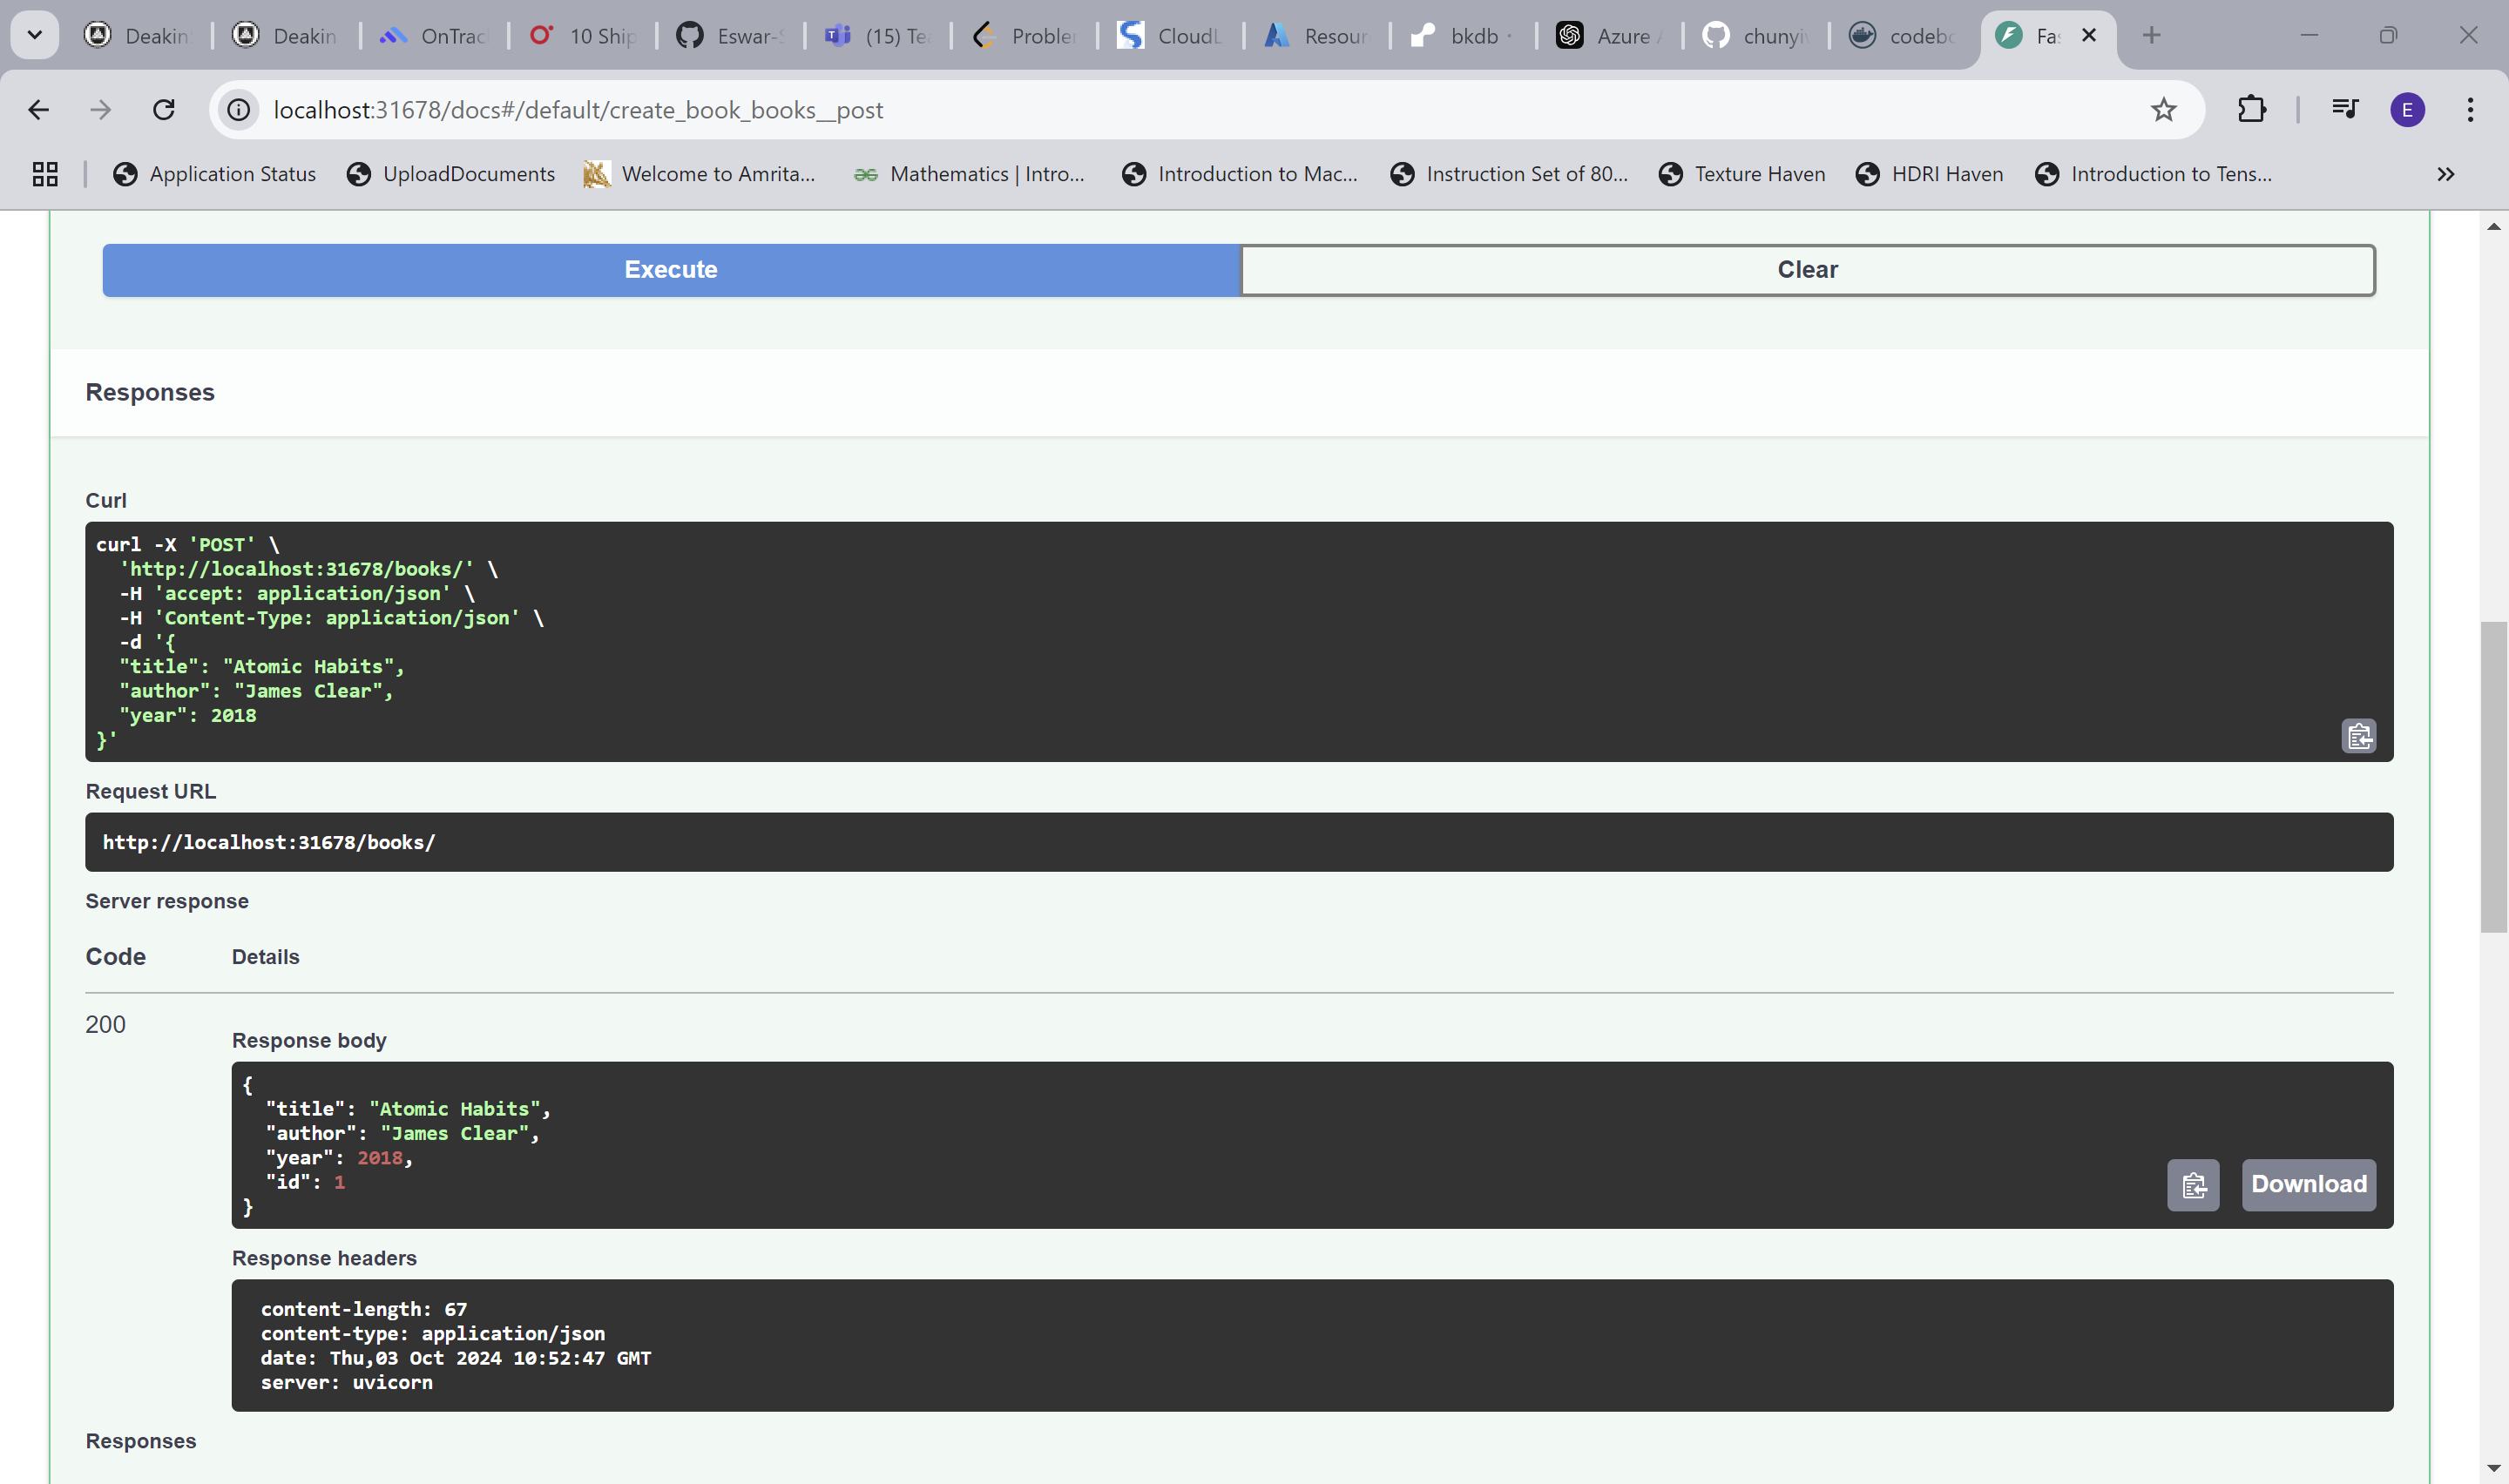 Deakin
Deakin
OnTrac
10 Ship
Eswar-S
(15) Te
Problem
CloudL
Resour
bkdb ·
Azure
chunyi
codebo
Fa
localhost:31678/docs#/default/create_book_books__post
E
Application Status
UploadDocuments
Welcome to Amrita...
Mathematics | Intro...
Introduction to Mac...
Instruction Set of 80...
Texture Haven
HDRI Haven
Introduction to Tens...
Execute
Clear
Responses
Curl
curl -X 'POST' \
'http://localhost:31678/books/' \
-H 'accept: application/json' \
-H 'Content-Type: application/json' \
-d '{
"title": "Atomic Habits",
"author": "James Clear",
"year": 2018
}'
Request URL
http://localhost:31678/books/
Server response
Code
Details
200
Response body
{
"title": "Atomic Habits",
"author": "James Clear",
"year": 2018,
"id": 1
}
Download
Response headers
content-length: 67
content-type: application/json
date: Thu,03 Oct 2024 10:52:47 GMT
server: uvicorn
Responses